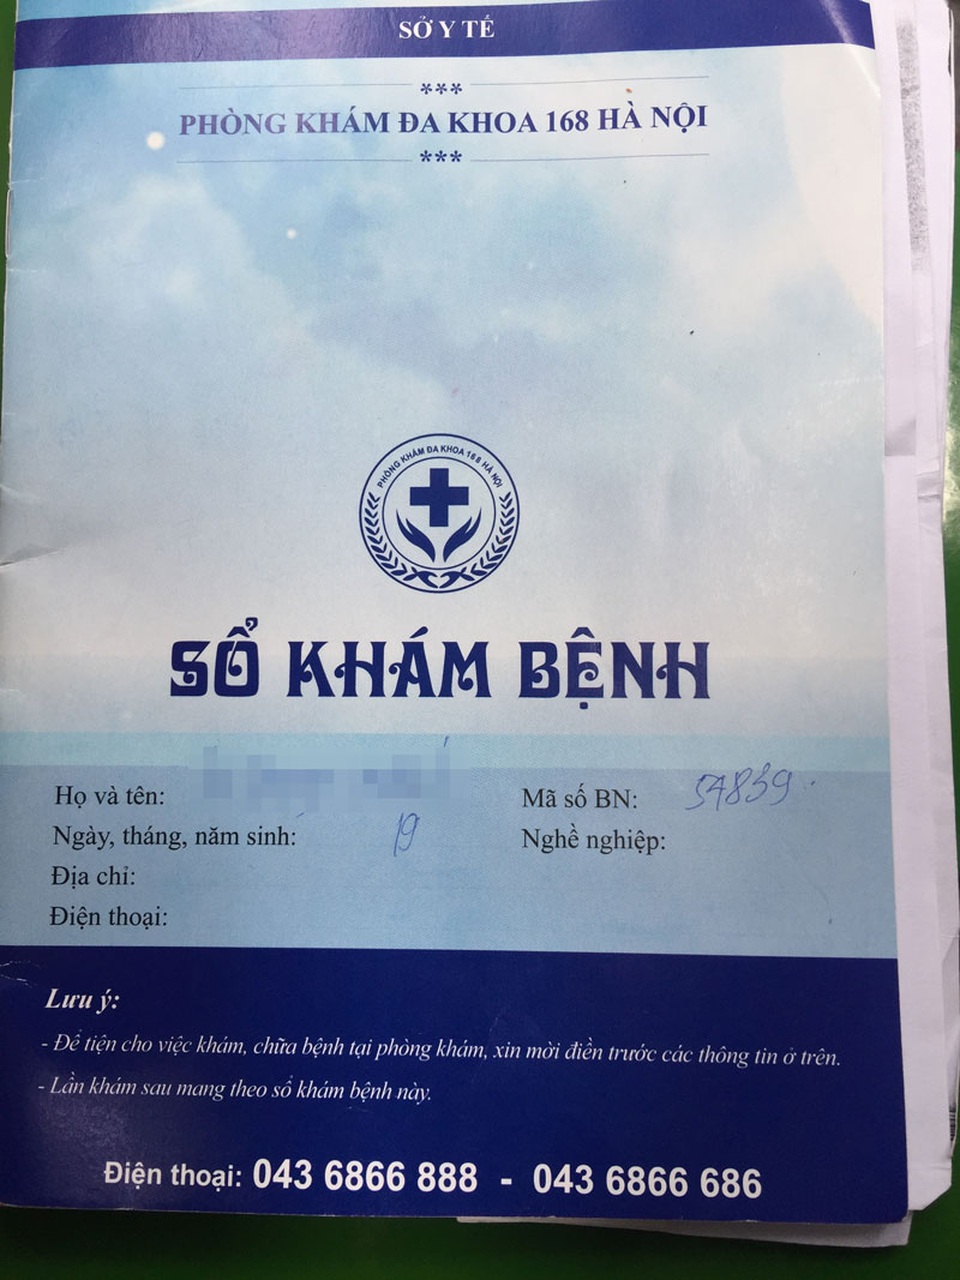 SỞ Y TẾ
***
PHÒNG KHÁM ĐA KHOA 168 HÀ NỘI
***
PHÒNG KHÁM ĐA KHOA 168 HÀ NỘI
SỔ KHÁM BỆNH
Họ và tên: Mã số BN: 54839
Ngày, tháng, năm sinh: 19 Nghề nghiệp:
Địa chỉ:
Điện thoại:
Lưu ý:
- Để tiện cho việc khám, chữa bệnh tại phòng khám, xin mời điền trước các thông tin ở trên.
- Lần khám sau mang theo sổ khám bệnh này.
Điện thoại: 043 6866 888 - 043 6866 686